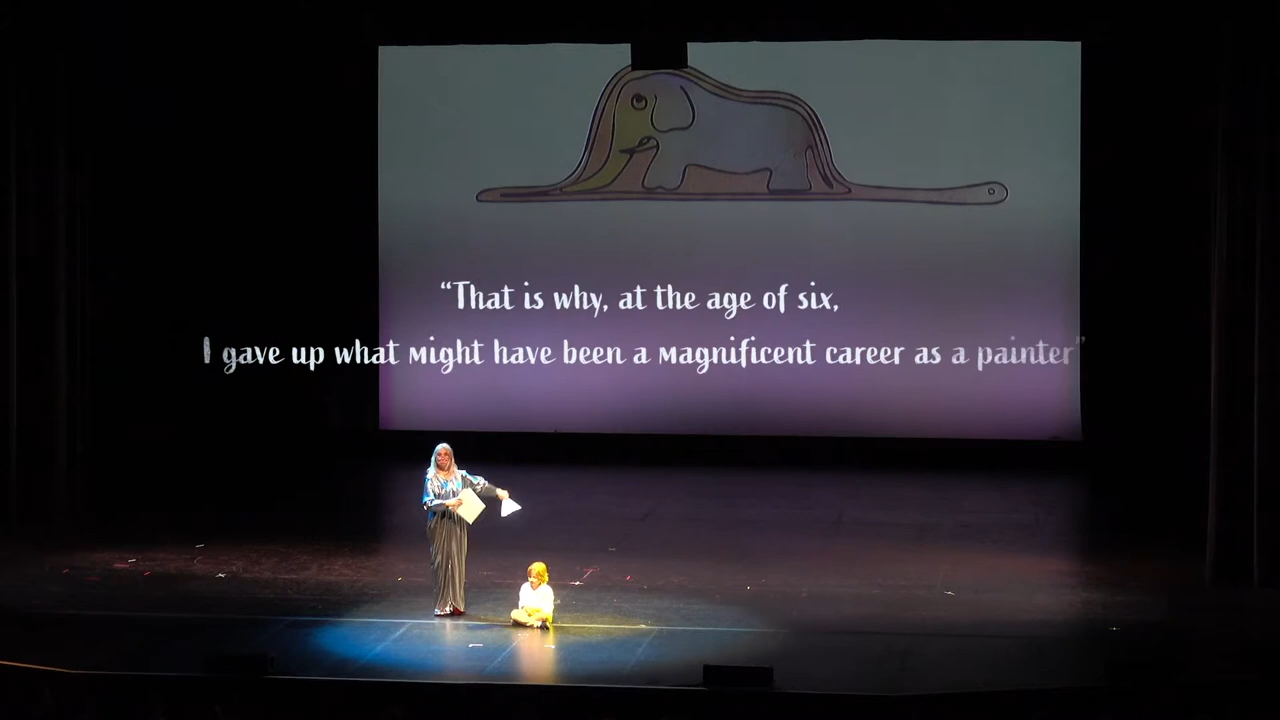 “That is why, at the age of six,
I gave up what might have been a magnificent career as a painter”